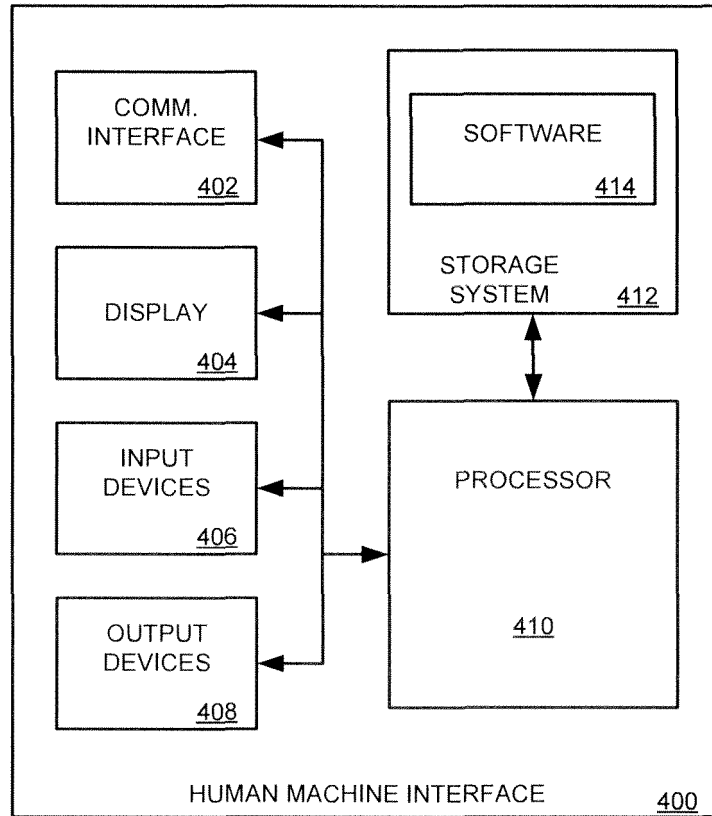 COMM.
INTERFACE
402
DISPLAY
404
INPUT
DEVICES
406
OUTPUT
DEVICES
408
SOFTWARE
414
STORAGE
SYSTEM
412
PROCESSOR
410
HUMAN MACHINE INTERFACE
400